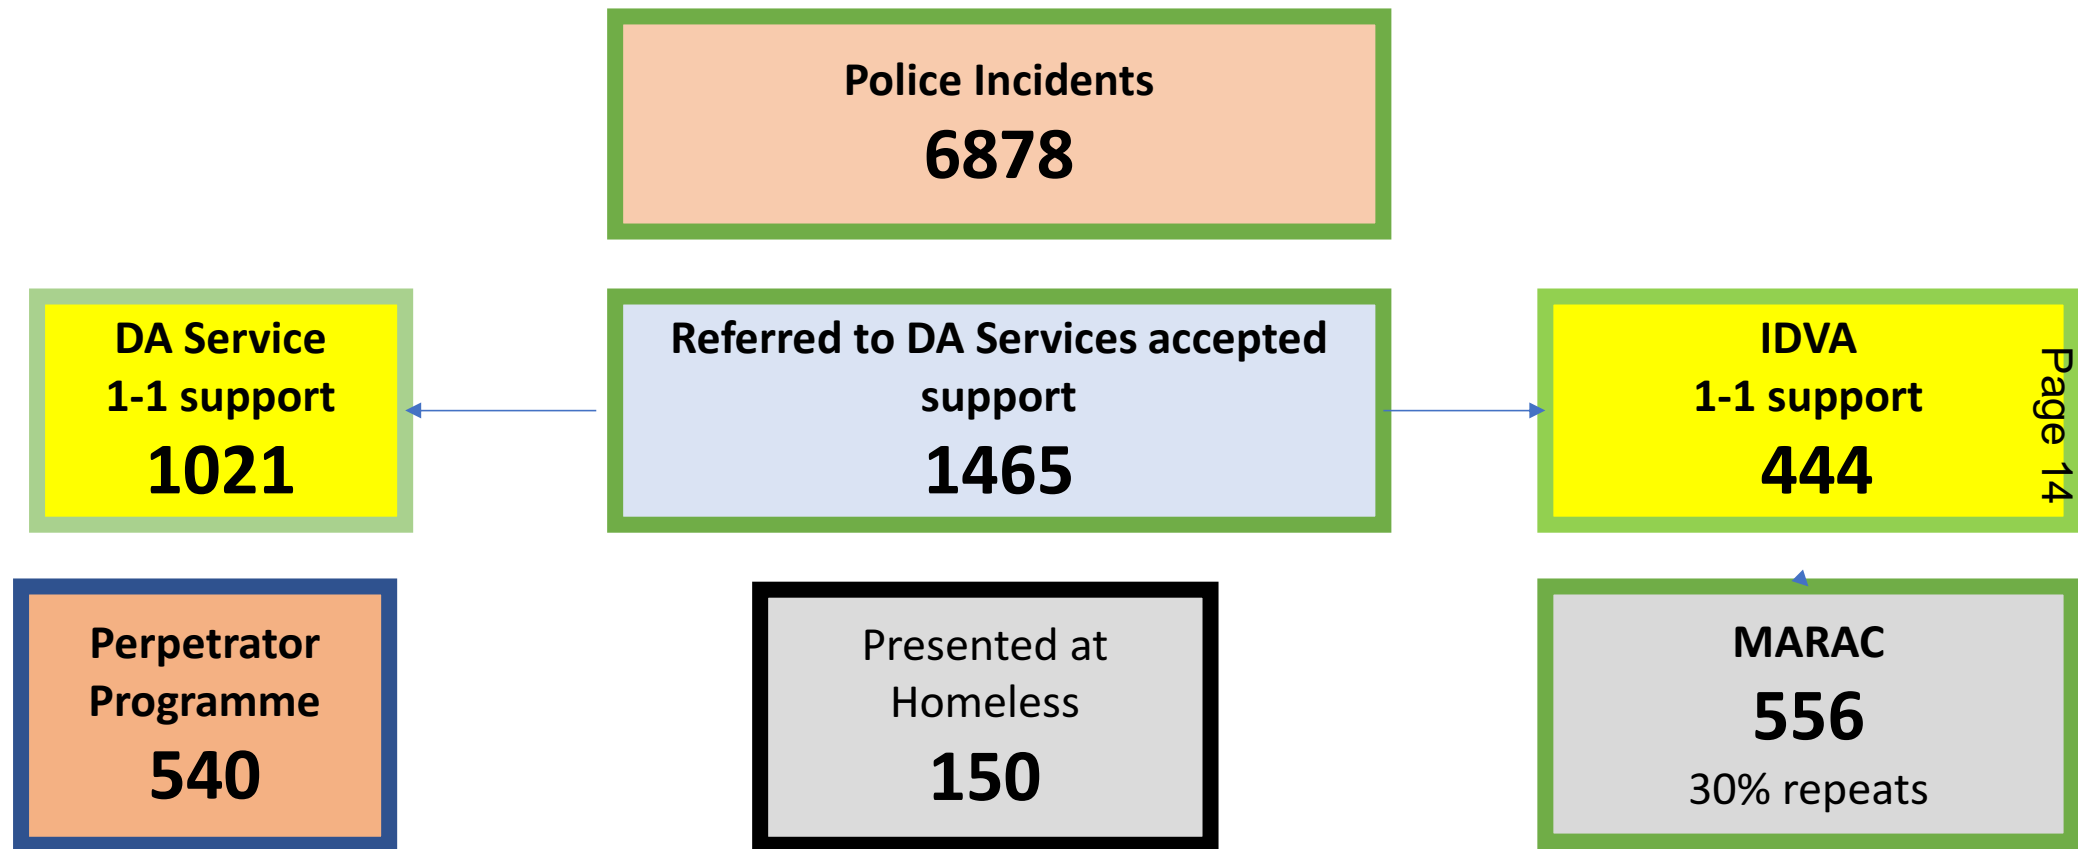 Police Incidents
6878
DA Service
1-1 support
1021
Referred to DA Services accepted
support
1465
IDVA
1-1 support
444
Page 14
Perpetrator
Programme
540
Presented at
Homeless
150
MARAC
556
30% repeats